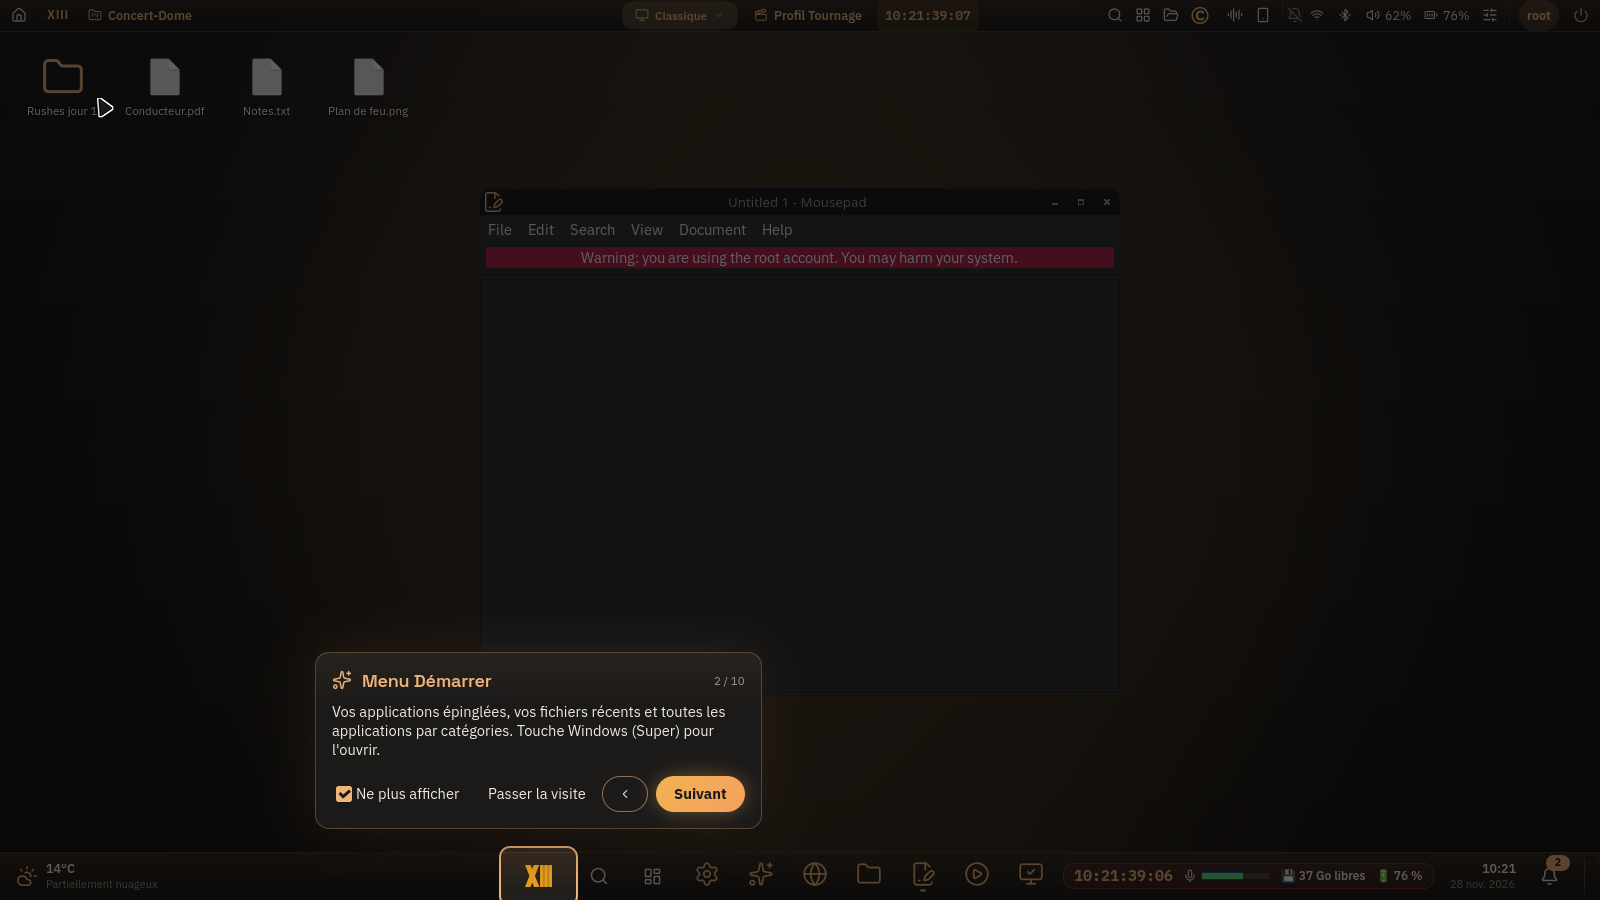 XIII
Concert-Dome
Classique
Profil Tournage
10:21:39:07
62%
76%
root
Rushes jour 1
Conducteur.pdf
Notes.txt
Plan de feu.png
Untitled 1 - Mousepad
File Edit Search View Document Help
Warning: you are using the root account. You may harm your system.
Menu Démarrer
2 / 10
Vos applications épinglées, vos fichiers récents et toutes les
applications par catégories. Touche Windows (Super) pour
l'ouvrir.
Ne plus afficher
Passer la visite
Suivant
14°C
Partiellement nuageux
XIII
10:21:39:06
37 Go libres
76 %
10:21
28 nov. 2026
2